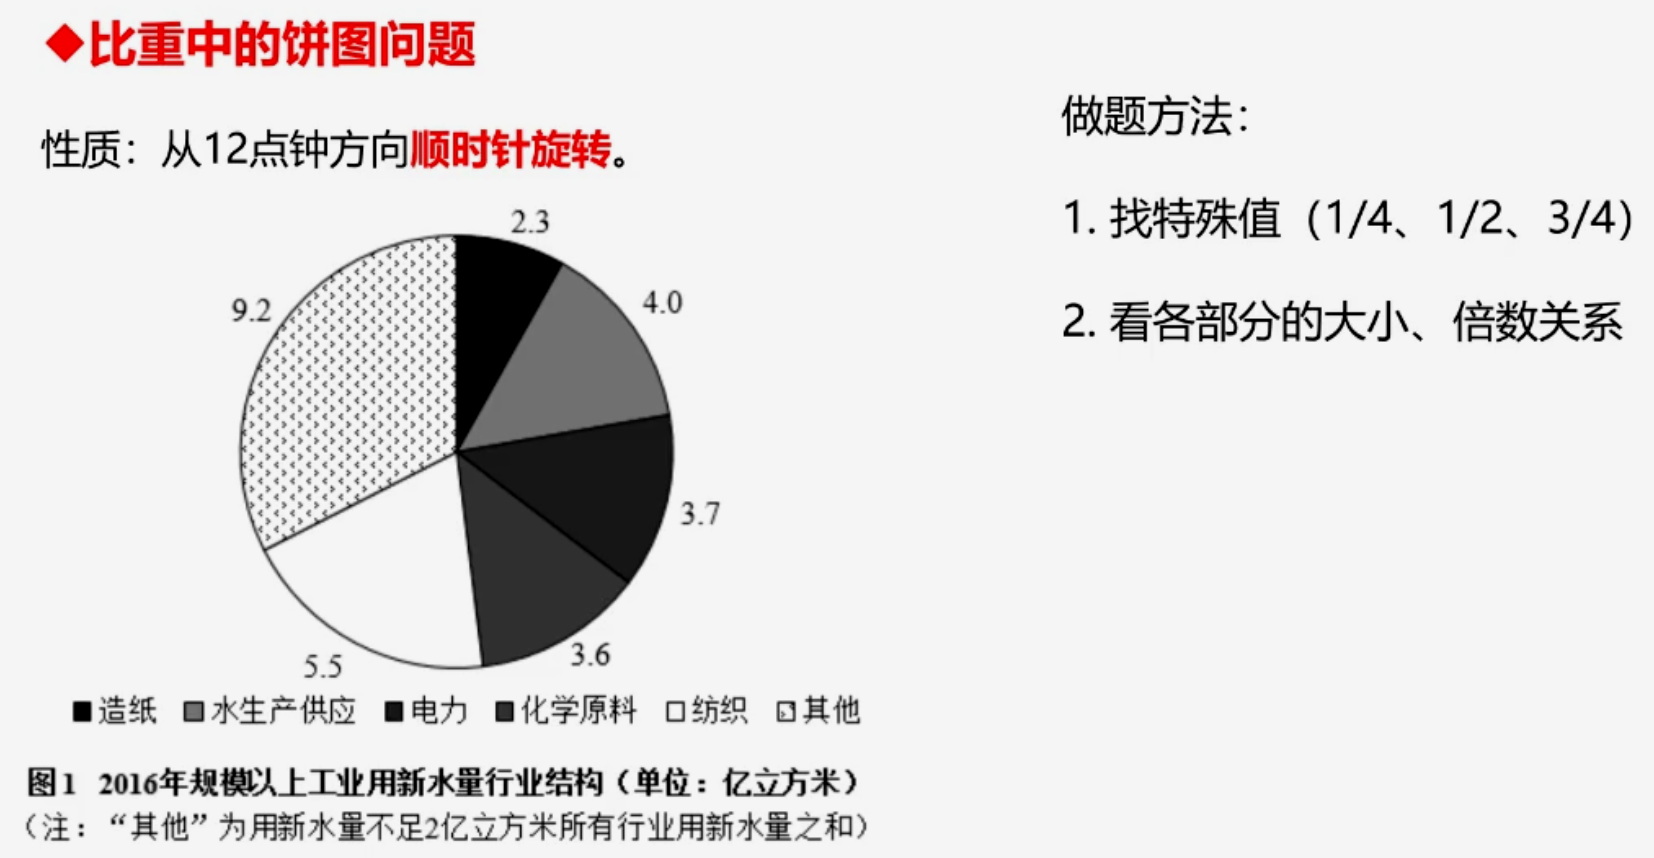 ◆比重中的饼图问题
性质：从12点钟方向顺时针旋转。
2.3
4.0
3.7
3.6
5.5
9.2
■造纸 ■水生产供应 ■电力 ■化学原料 □纺织 其他
图1 2016年规模以上工业用新水量行业结构（单位：亿立方米）
（注：“其他”为用新水量不足2亿立方米所有行业用新水量之和）
做题方法：
1. 找特殊值（1/4、1/2、3/4）
2. 看各部分的大小、倍数关系